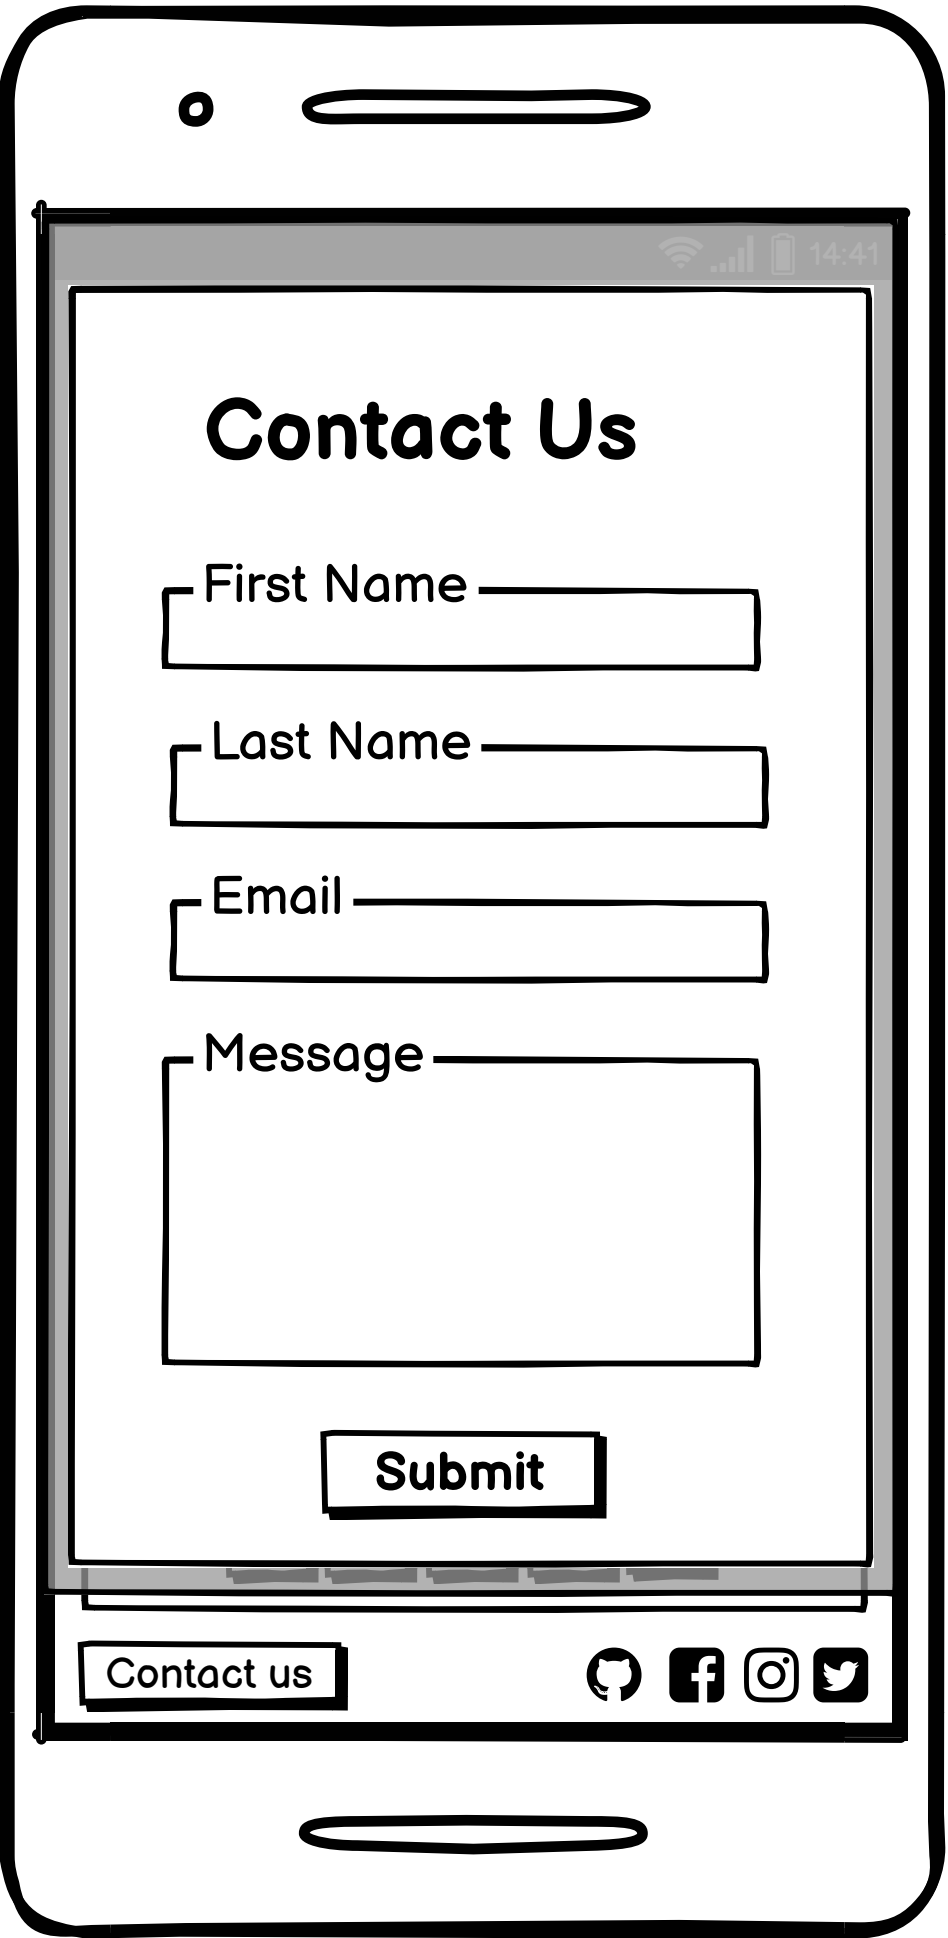 14:41
Contact Us
First Name
Last Name
Email
Message
Submit
Contact us